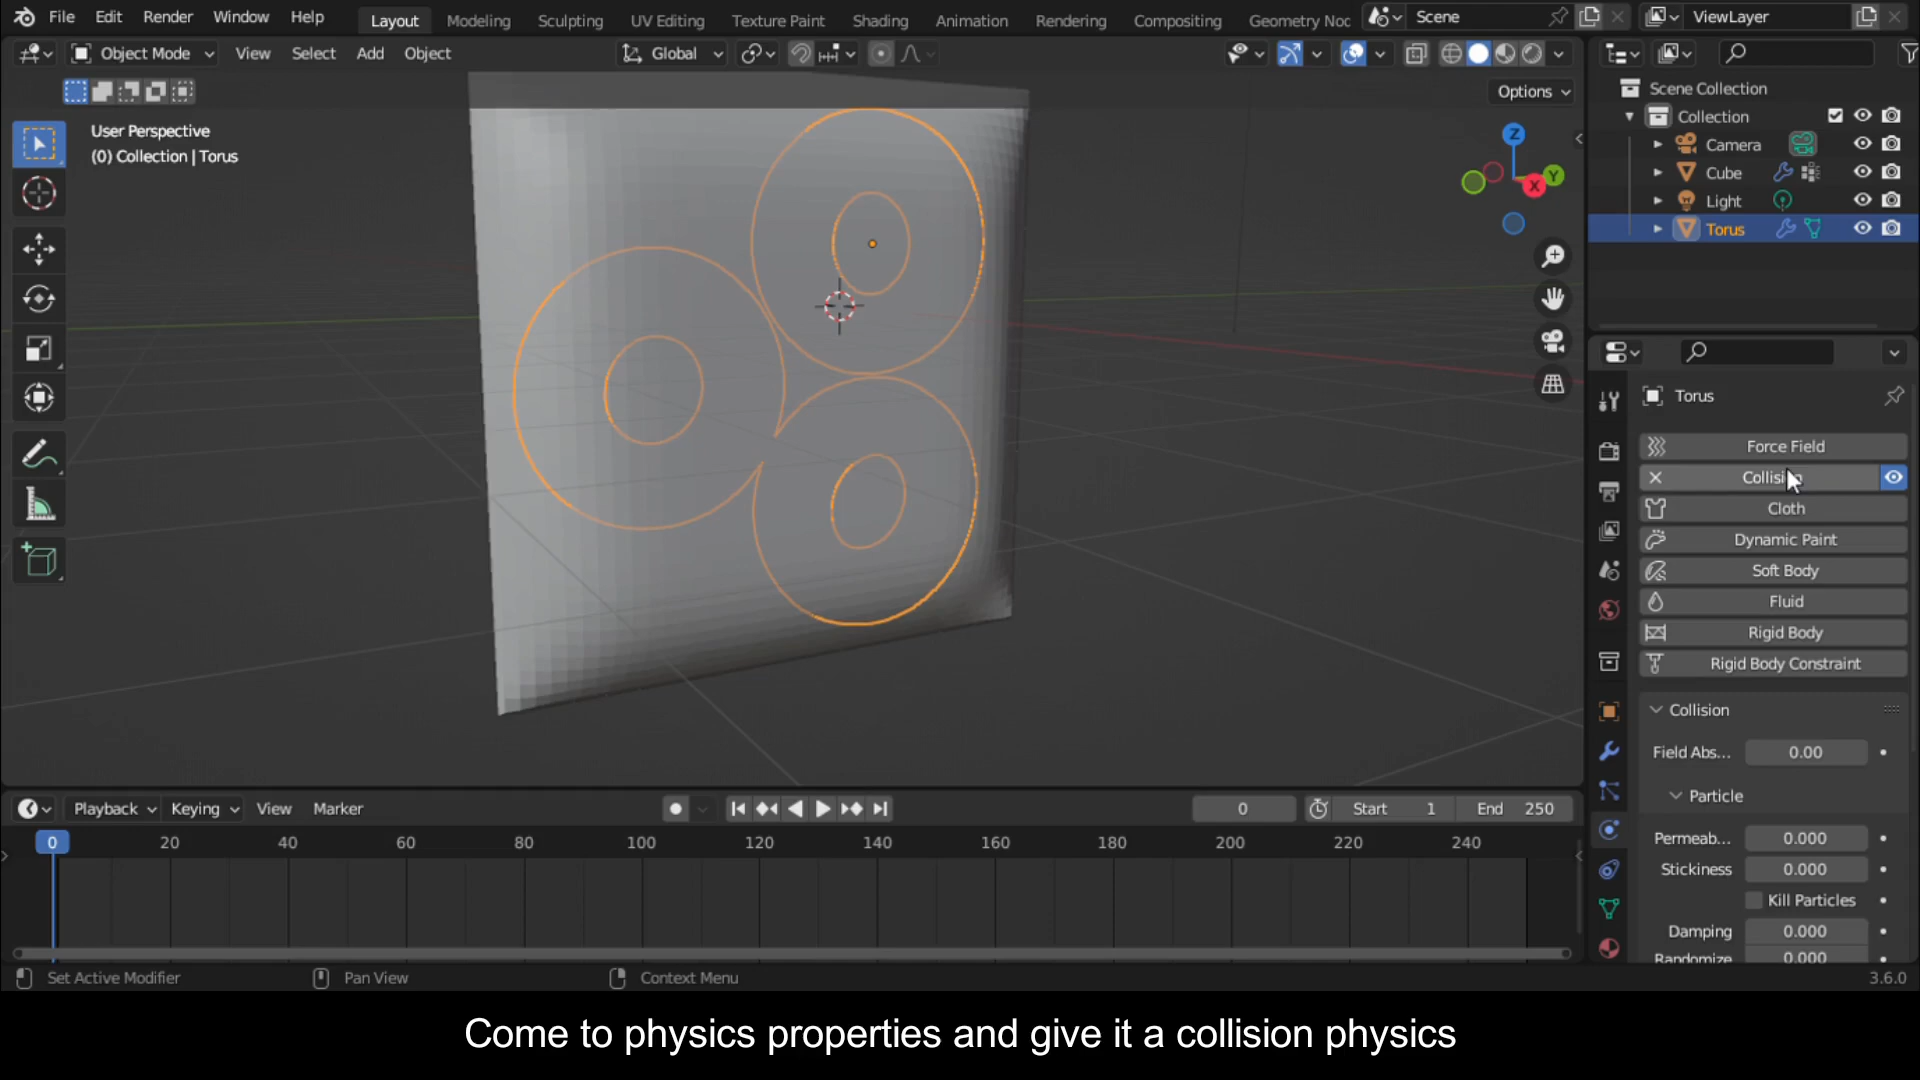 File Edit Render Window Help Layout Modeling Sculpting UV Editing Texture Paint Shading Animation Rendering Compositing Geometry Noc Scene ViewLayer
Object Mode View Select Add Object Global
Options
User Perspective
(0) Collection | Torus
Z
Y
X
Scene Collection
Collection
Camera
Cube
Light
Torus
Torus
Force Field
Collision
Cloth
Dynamic Paint
Soft Body
Fluid
Rigid Body
Rigid Body Constraint
Collision
Field Abs... 0.00
Particle
Permeab... 0.000
Stickiness 0.000
Kill Particles
Damping 0.000
Randomize 0.000
Playback Keying View Marker 0 Start 1 End 250
0 20 40 60 80 100 120 140 160 180 200 220 240
Set Active Modifier Pan View Context Menu 3.6.0
Come to physics properties and give it a collision physics